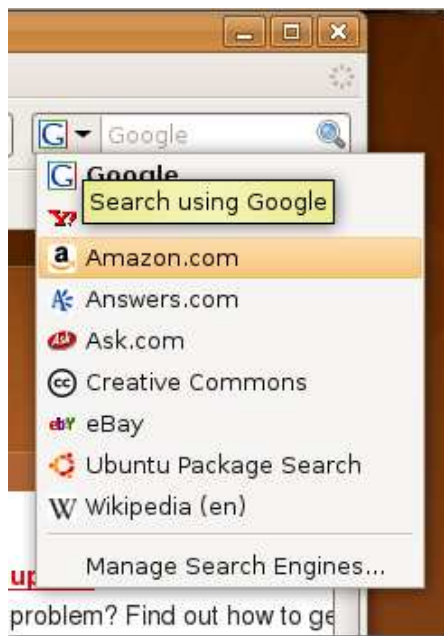 Google
Google
Search using Google
Amazon.com
Answers.com
Ask.com
Creative Commons
eBay
Ubuntu Package Search
Wikipedia (en)
Manage Search Engines...
up
problem? Find out how to ge